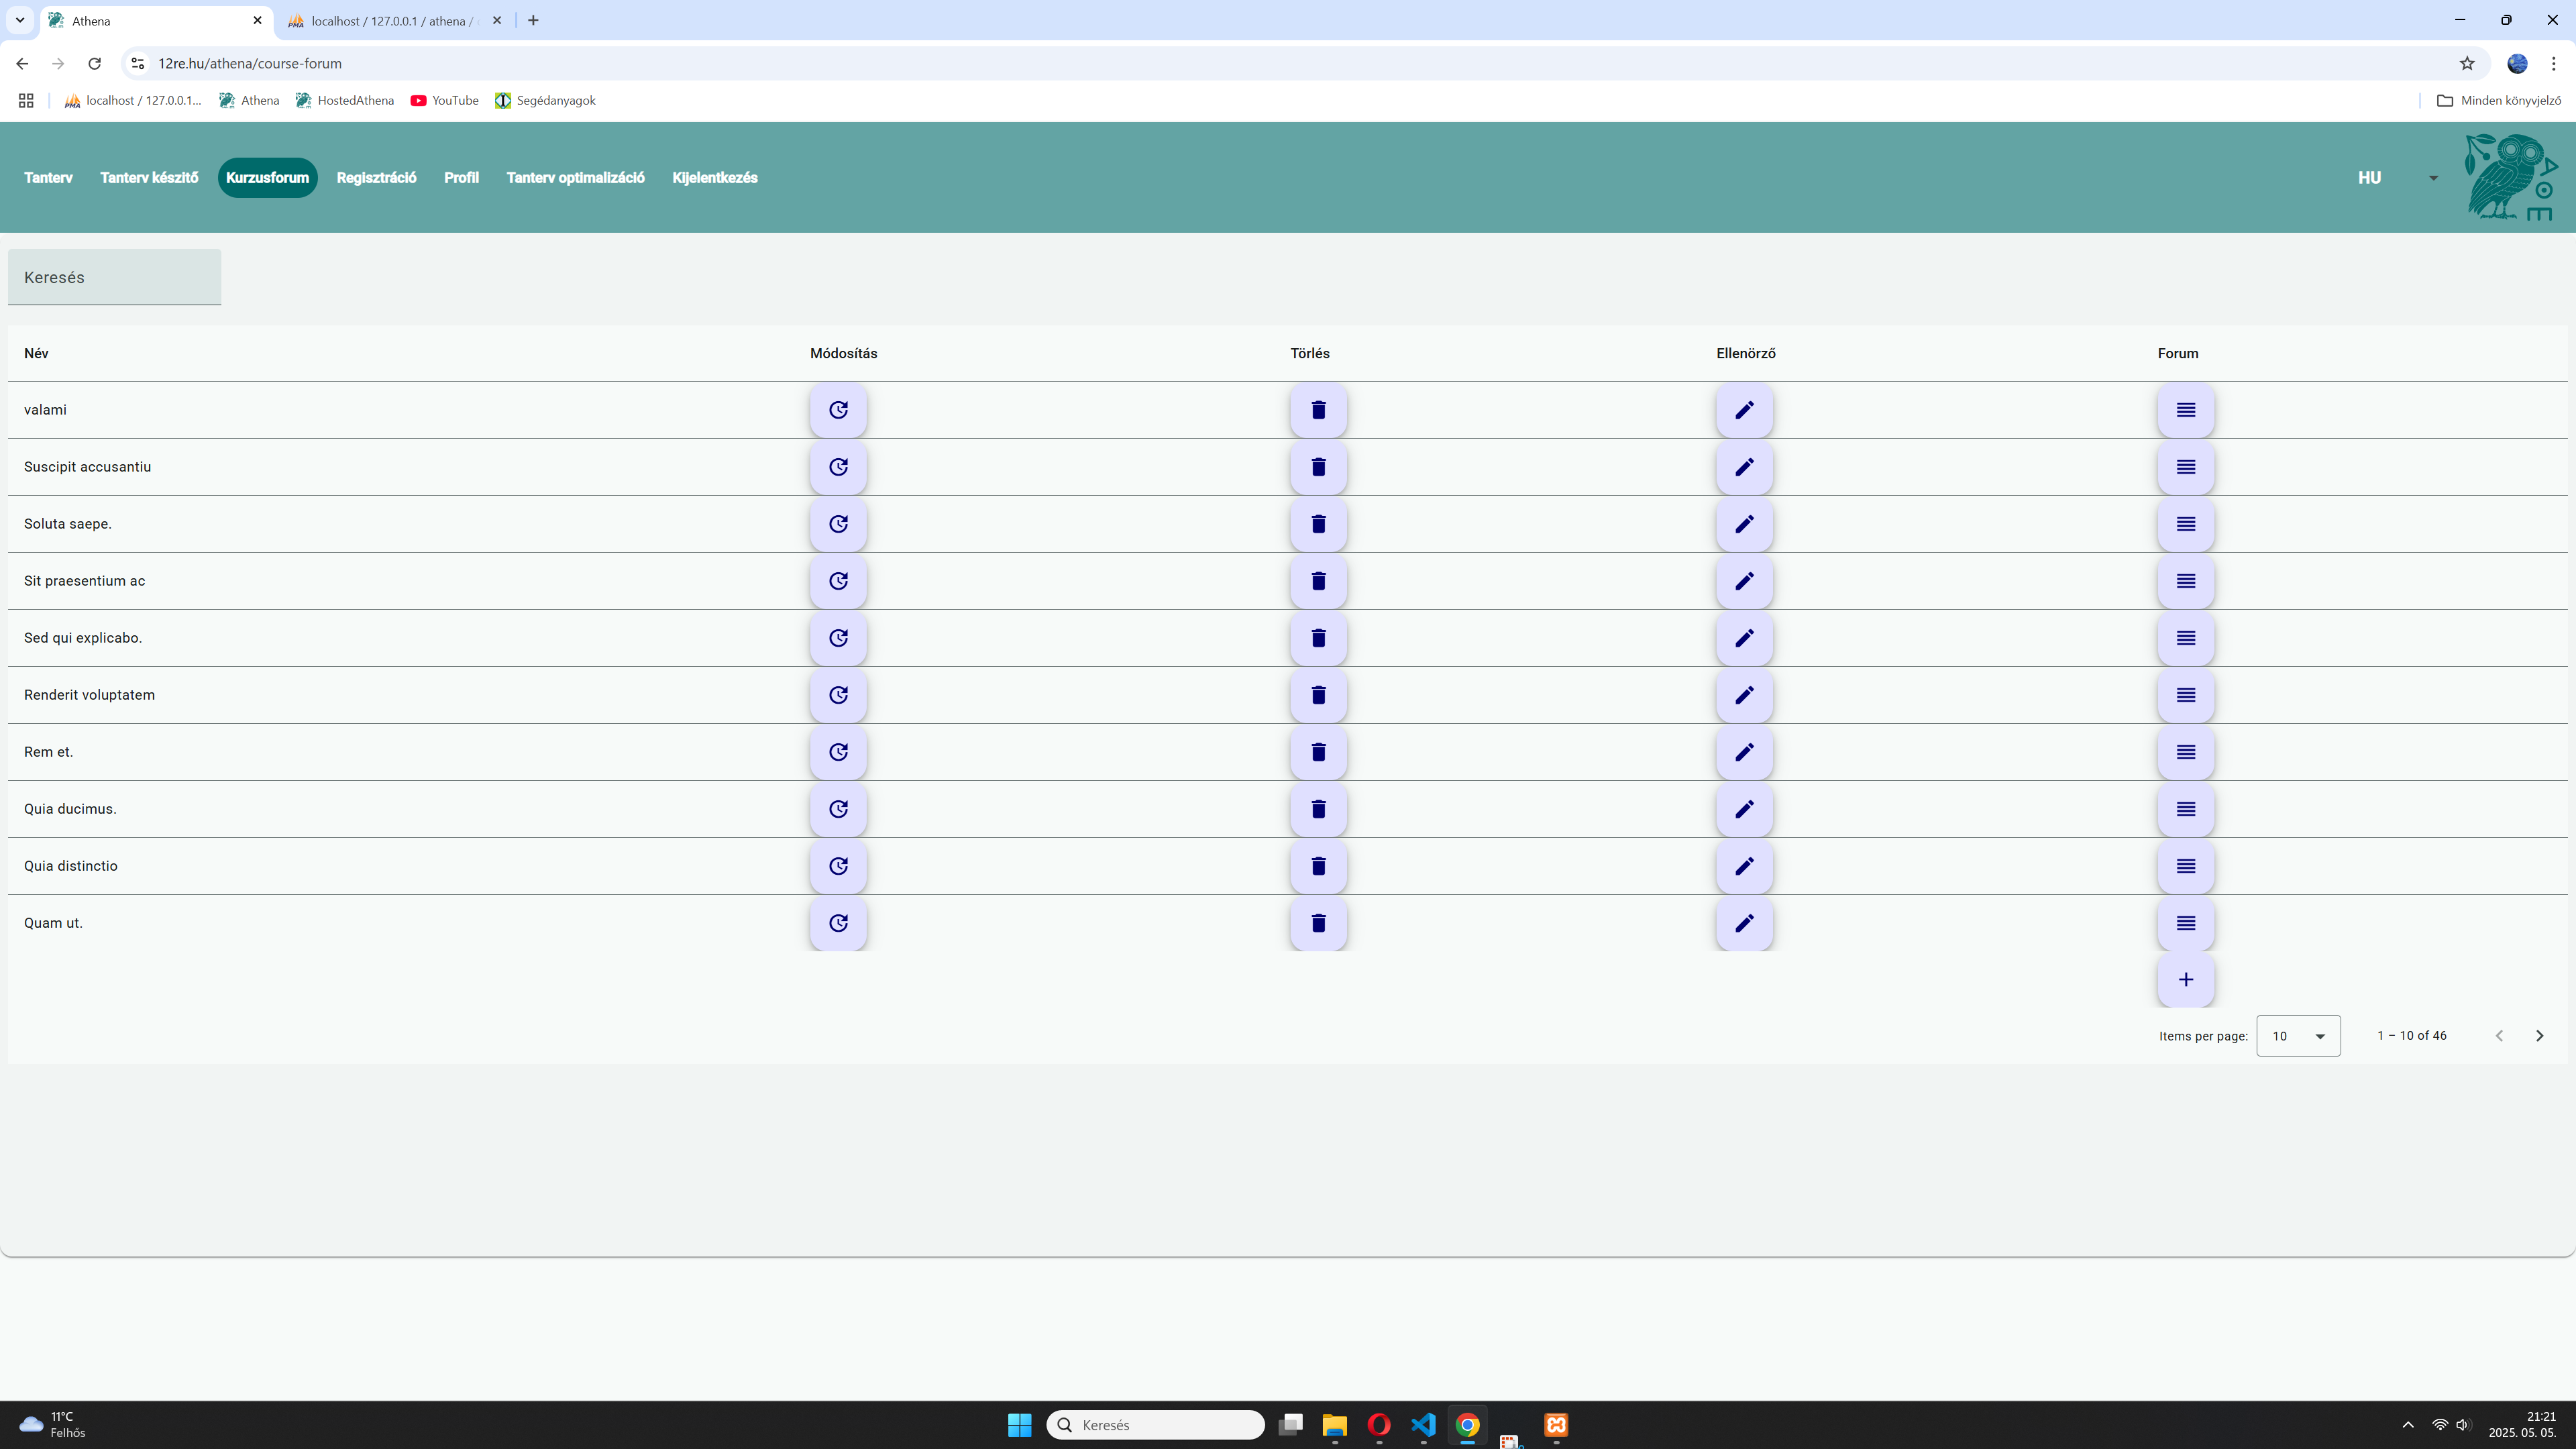 Athena
localhost / 127.0.0.1 / athena /
12re.hu/athena/course-forum
localhost / 127.0.0.1... Athena HostedAthena YouTube Segédanyagok Minden könyvjelző
Tanterv Tanterv készítő Kurzusforum Regisztráció Profil Tanterv optimalizáció Kijelentkezés HU
Keresés
Név Módosítás Törlés Ellenörző Forum
valami
Suscipit accusantiu
Soluta saepe.
Sit praesentium ac
Sed qui explicabo.
Renderit voluptatem
Rem et.
Quia ducimus.
Quia distinctio
Quam ut.
Items per page: 10 1 – 10 of 46
11°C
Felhős
Keresés
21:21
2025. 05. 05.